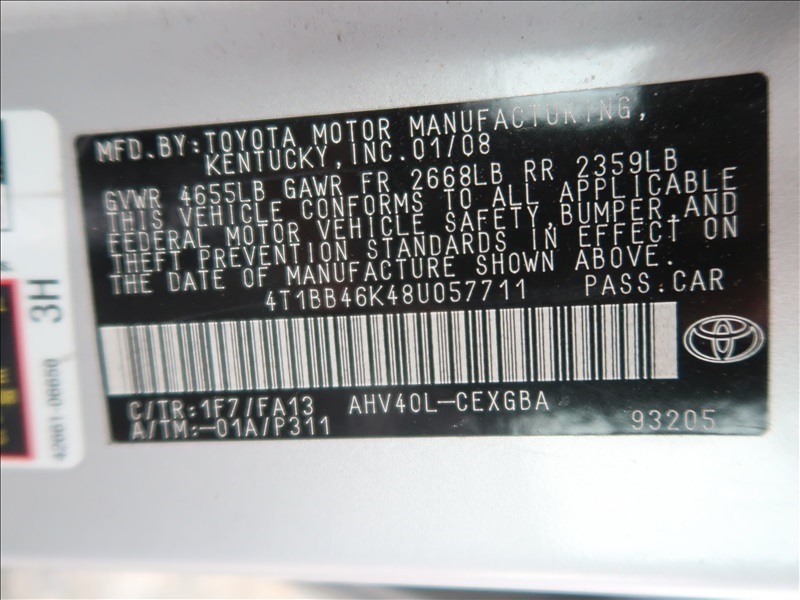 MFD. BY: TOYOTA MOTOR MANUFACTURING,
KENTUCKY, INC. 01/08
GVWR 4655LB GAWR FR 2668LB RR 2359LB
THIS VEHICLE CONFORMS TO ALL APPLICABLE
FEDERAL MOTOR VEHICLE SAFETY, BUMPER, AND
THEFT PREVENTION STANDARDS IN EFFECT ON
THE DATE OF MANUFACTURE SHOWN ABOVE.
4T1BB46K48U057711 PASS. CAR
C/TR: 1F7/FA13 AHV40L-CEXGBA
A/TM:-01A/P311 93205
3H